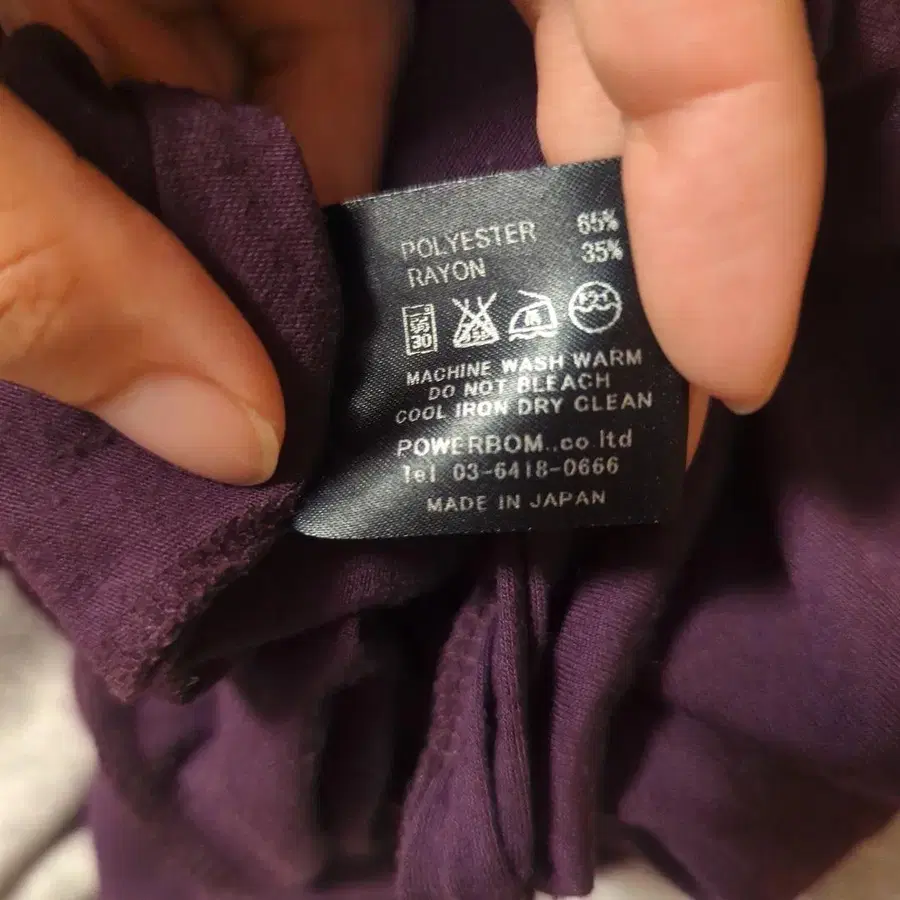 POLYESTER 65%
RAYON 35%
30
MACHINE WASH WARM
DO NOT BLEACH
COOL IRON DRY CLEAN
POWERBOM..co ltd
Tel 03-6418-0666
MADE IN JAPAN